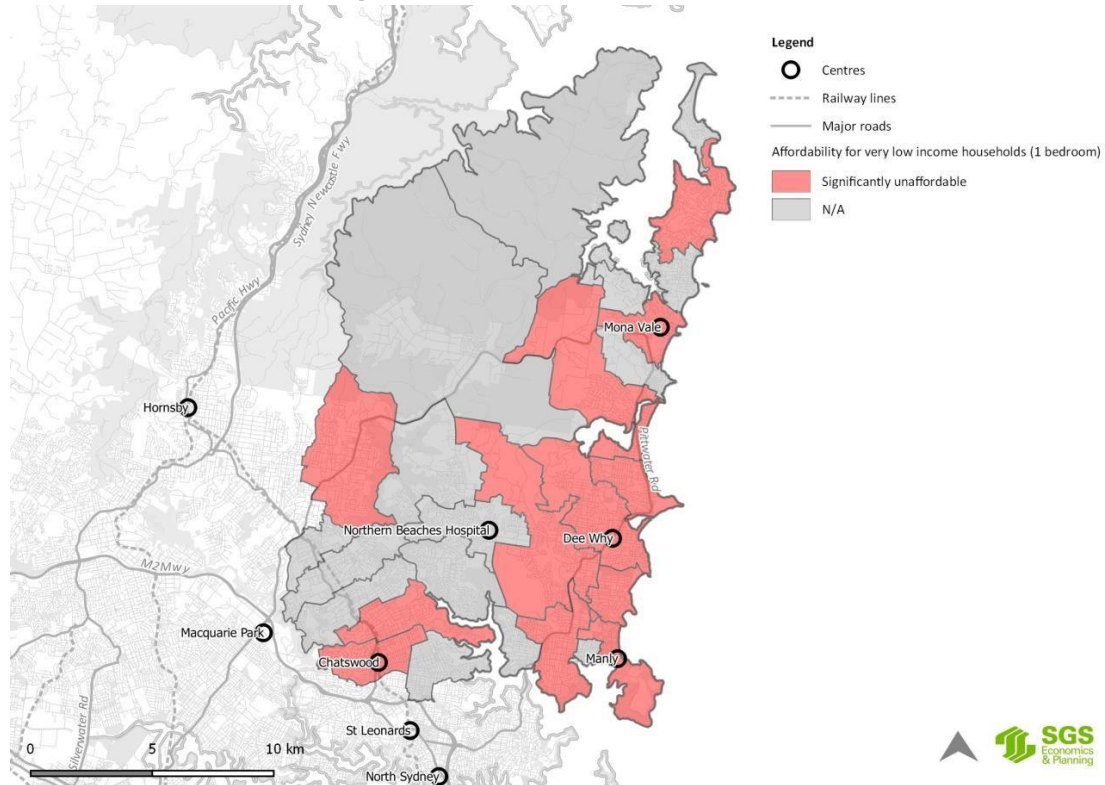 Legend
Centres
Railway lines
Major roads
Affordability for very low income households (1 bedroom)
Significantly unaffordable
N/A
Sydney Newcastle Fwy
Pacific Hwy
Mona Vale
Hornsby
Pittwater Rd
Northern Beaches Hospital
Dee Why
M2Mwy
Macquarie Park
Chatswood
Manly
Silverwater Rd
St Leonards
North Sydney
0 5 10 km
SGS
Economics
& Planning